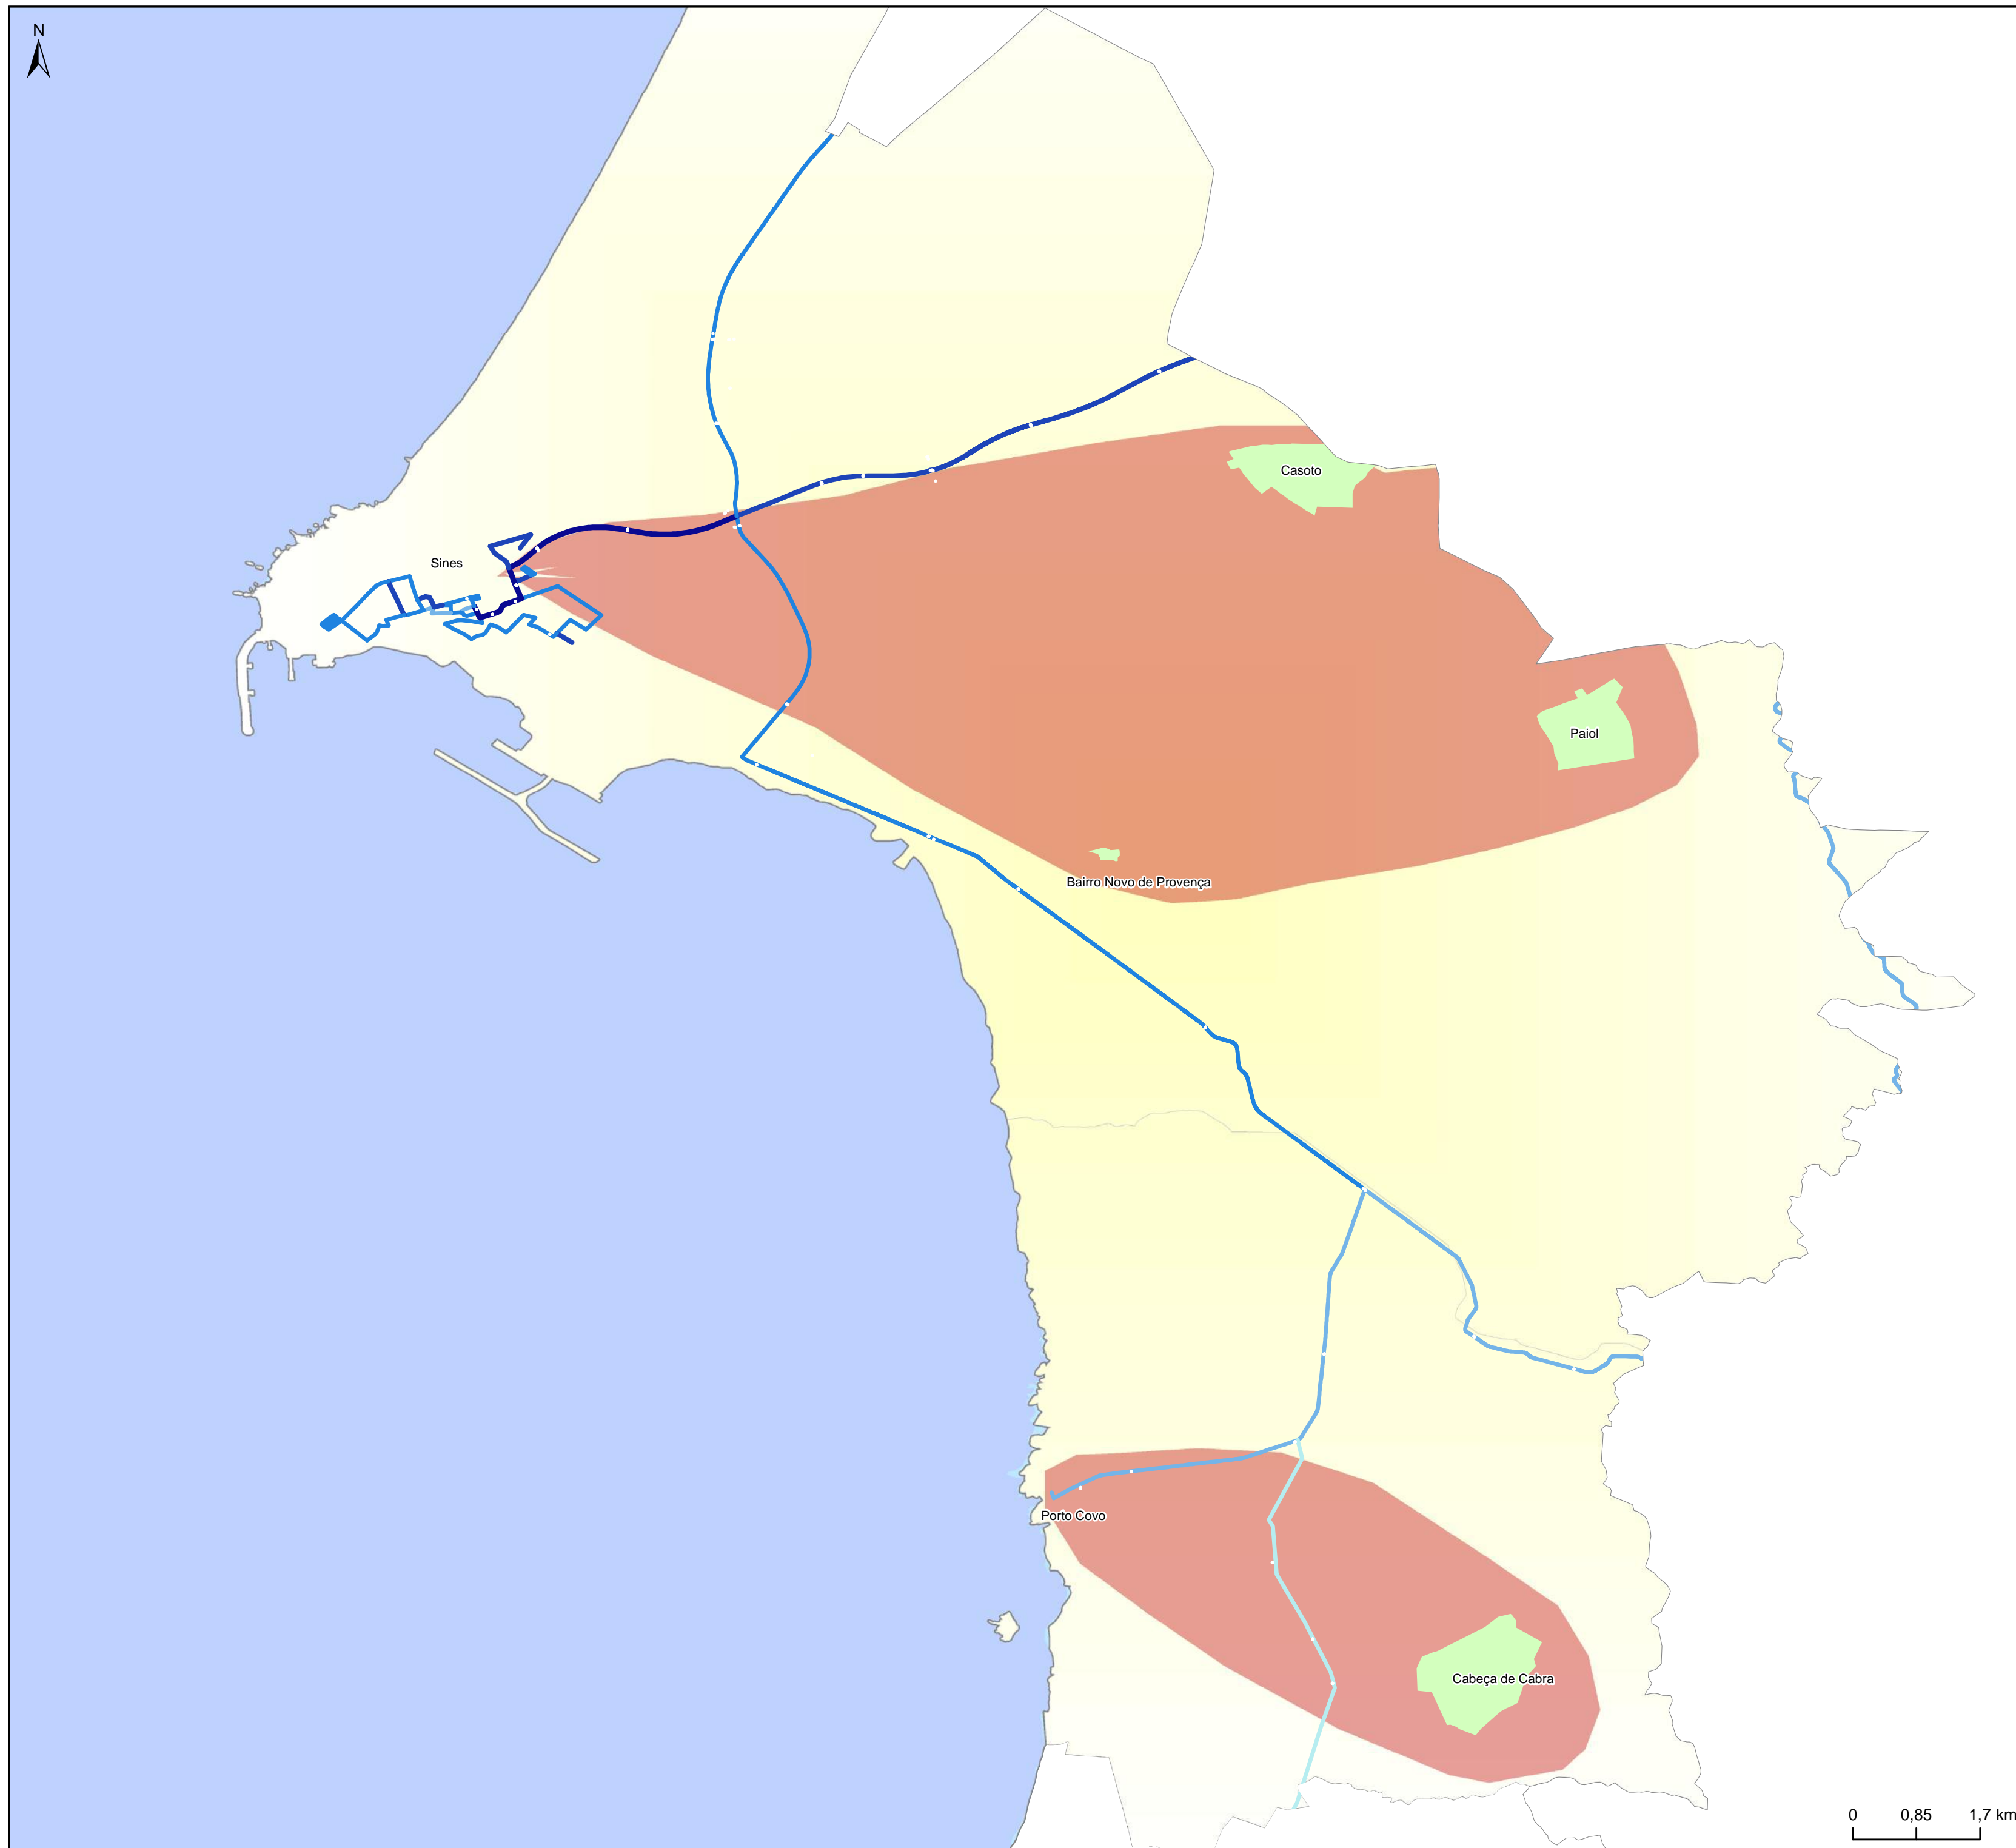 N
Casoto
Sines
Paiol
Bairro Novo de Provença
Porto Covo
Cabeça de Cabra
0 0,85 1,7 km